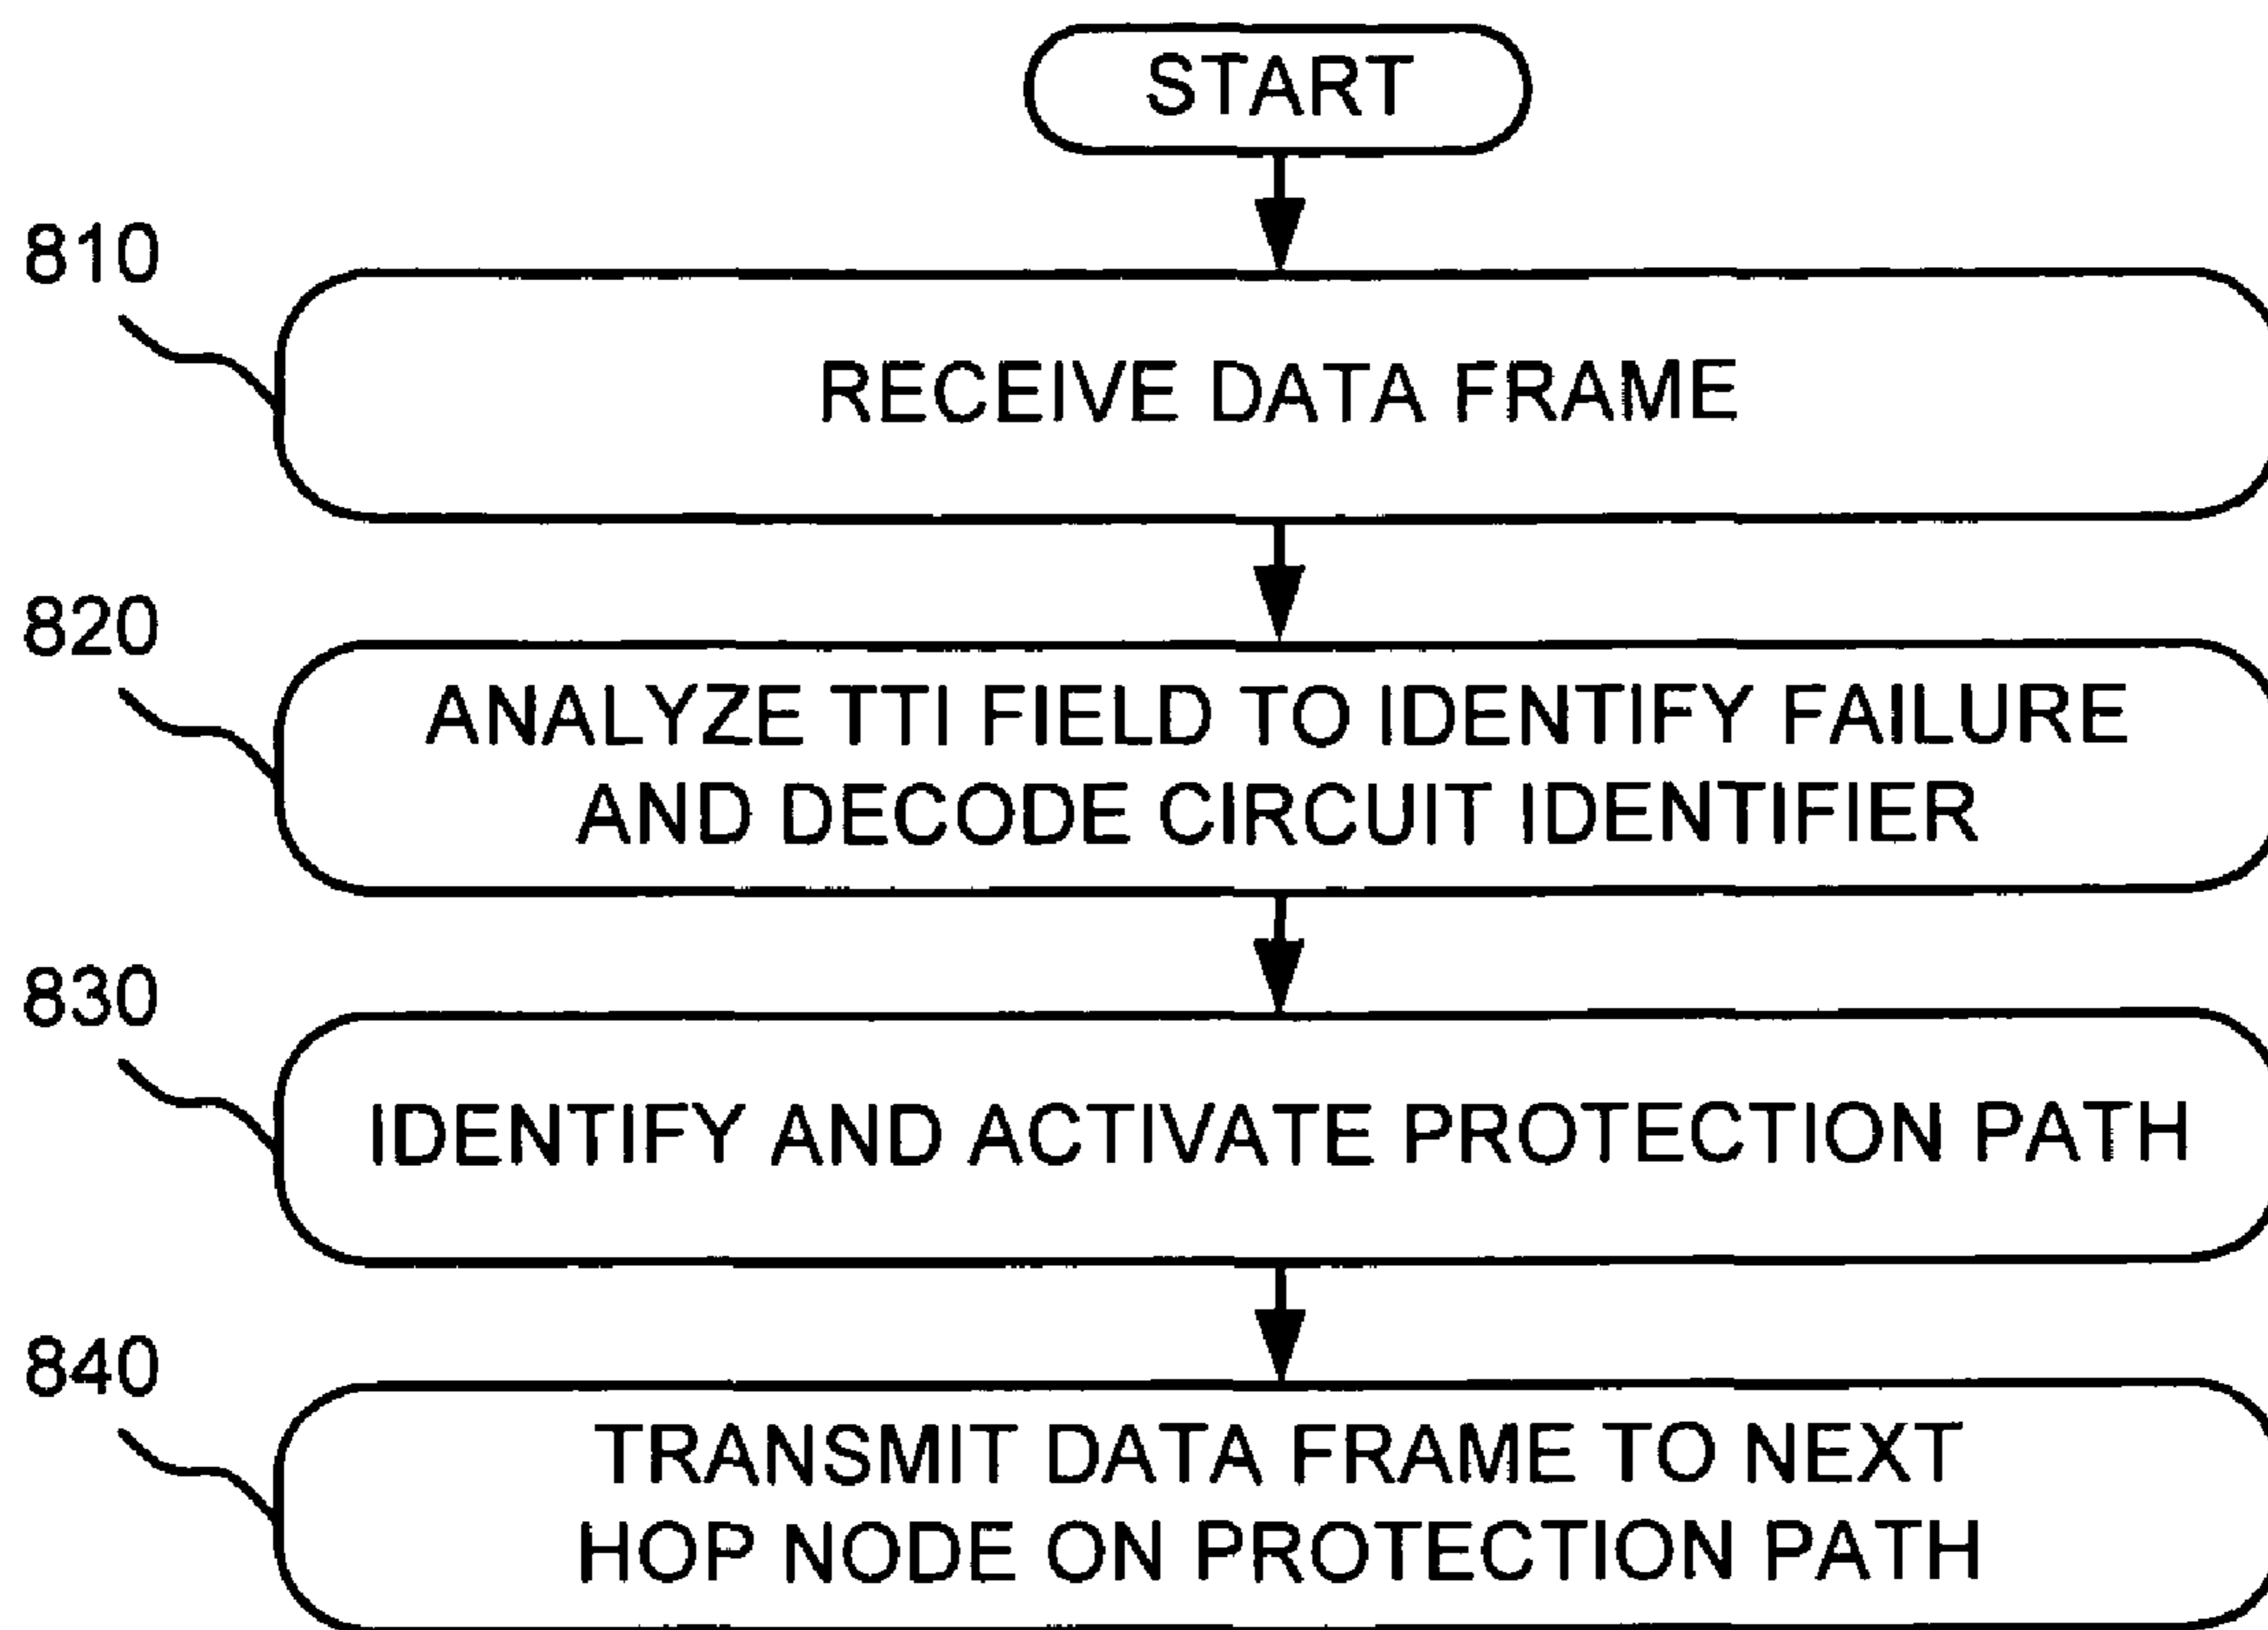 START
810
RECEIVE DATA FRAME
820
ANALYZE TTI FIELD TO IDENTIFY FAILURE
AND DECODE CIRCUIT IDENTIFIER
830
IDENTIFY AND ACTIVATE PROTECTION PATH
840
TRANSMIT DATA FRAME TO NEXT
HOP NODE ON PROTECTION PATH